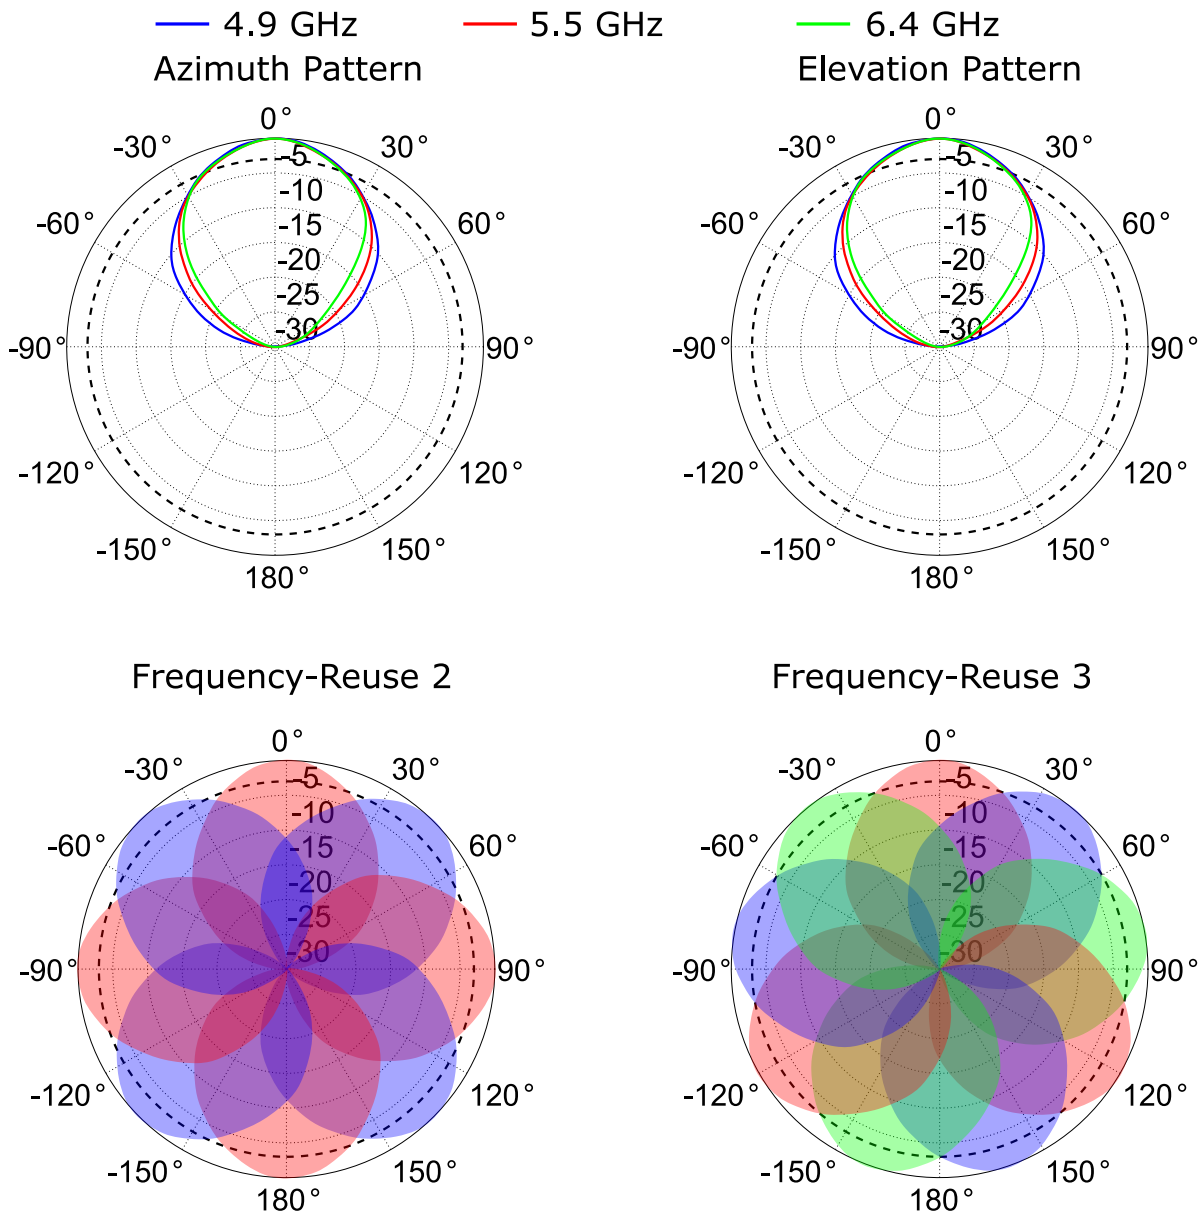 4.9 GHz 5.5 GHz 6.4 GHz
Azimuth Pattern Elevation Pattern
0° 0°
-30° 30° -30° 30°
-5 -5
-10 -10
-60° 60° -60° 60°
-15 -15
-20 -20
-25 -25
-30 -30
-90° 90° -90° 90°
-120° 120° -120° 120°
-150° 150° -150° 150°
180° 180°
Frequency-Reuse 2 Frequency-Reuse 3
0° 0°
-30° 30° -30° 30°
-5 -5
-10 -10
-60° 60° -60° 60°
-15 -15
-20 -20
-25 -25
-30 -30
-90° 90° -90° 90°
-120° 120° -120° 120°
-150° 150° -150° 150°
180° 180°